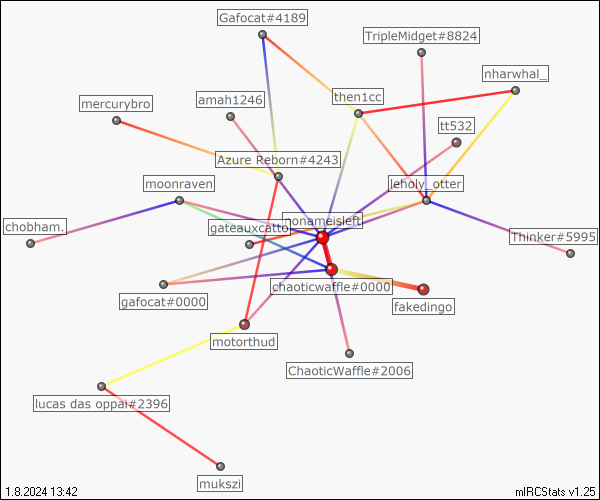 Gafocat#4189
TripleMidget#8824
nharwhal_
mercurybro
amah1246
then1cc
tt532
Azure Reborn#4243
moonraven
leholy_otter
chobham.
gateauxcatto
nonameisleft
Thinker#5995
gafocat#0000
chaoticwaffle#0000
fakedingo
motorthud
ChaoticWaffle#2006
lucas das oppai#2396
mukszi
1.8.2024 13:42
mIRCStats v1.25